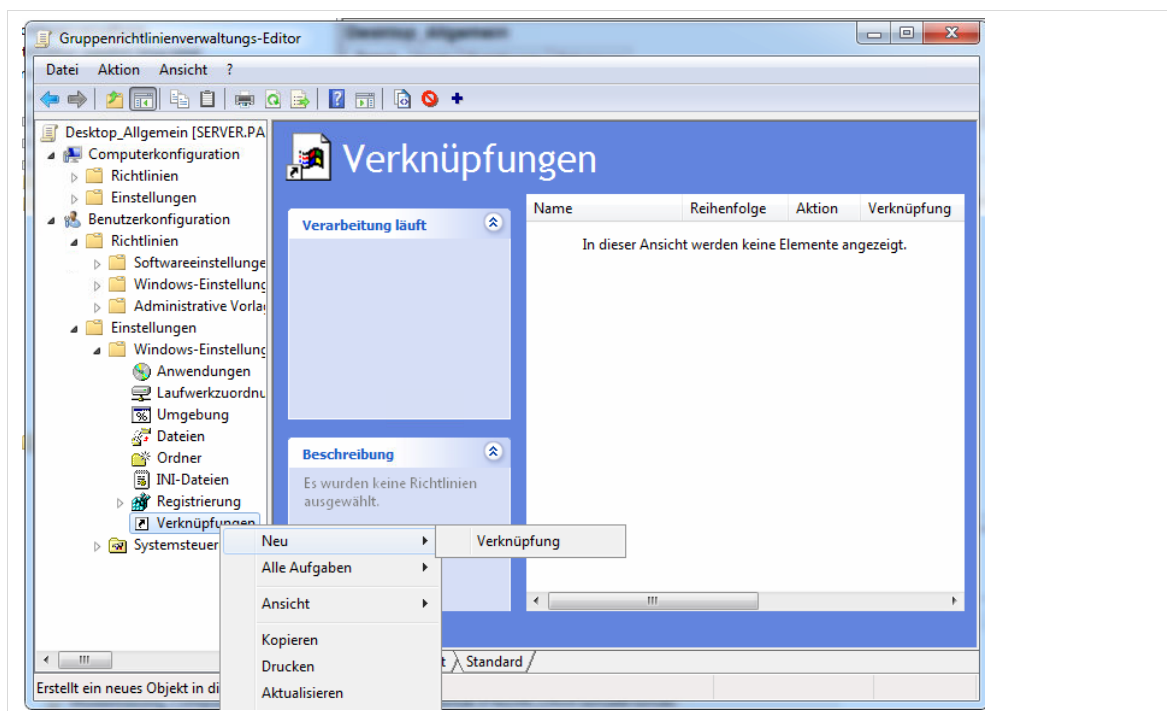 Gruppenrichtlinienverwaltungs-Editor
Datei Aktion Ansicht ?
Desktop_Allgemein [SERVER.PA
Computerkonfiguration
Richtlinien
Einstellungen
Benutzerkonfiguration
Richtlinien
Softwareeinstellunge
Windows-Einstellung
Administrative Vorla
Einstellungen
Windows-Einstellung
Anwendungen
Laufwerkzuordnu
Umgebung
Dateien
Ordner
INI-Dateien
Registrierung
Verknüpfungen
Systemsteuer
Verknüpfungen
Verarbeitung läuft
Beschreibung
Es wurden keine Richtlinien
ausgewählt.
Name Reihenfolge Aktion Verknüpfung
In dieser Ansicht werden keine Elemente angezeigt.
Neu
Verknüpfung
Alle Aufgaben
Ansicht
Kopieren
Drucken
Aktualisieren
t Standard
Erstellt ein neues Objekt in di